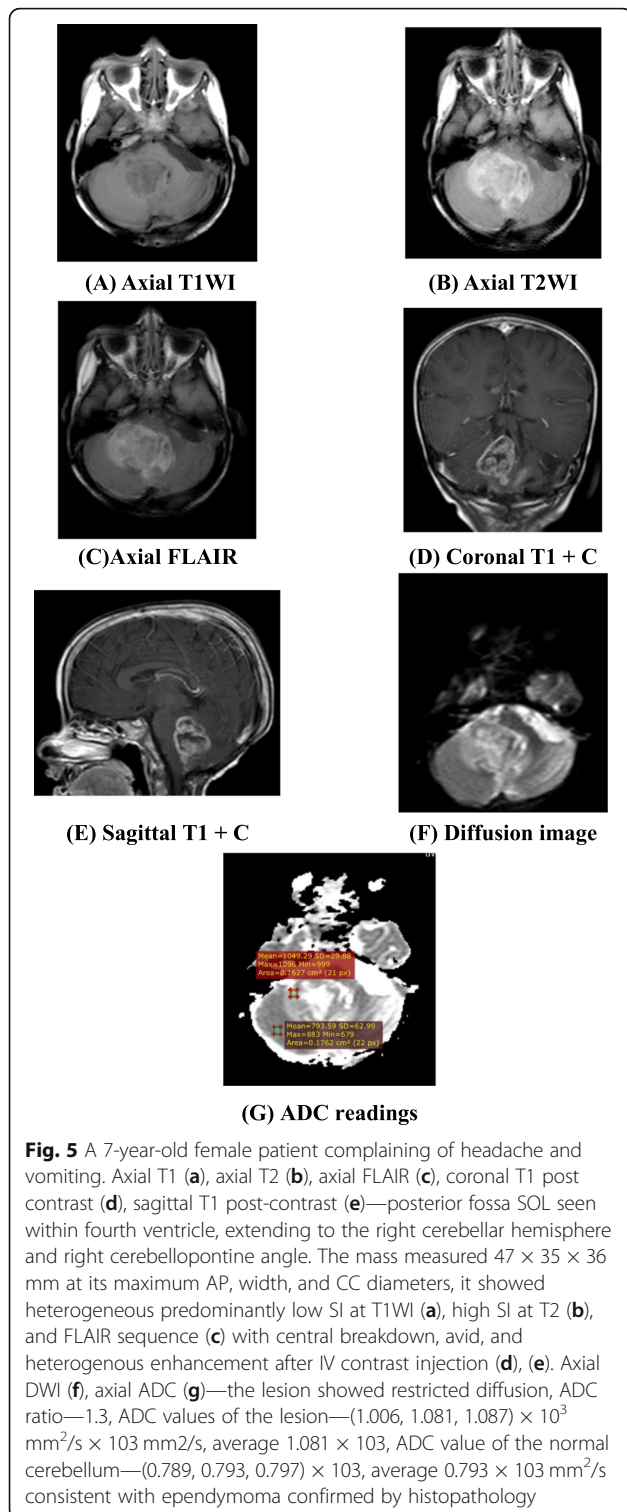 (A) Axial T1WI
(B) Axial T2WI
(C)Axial FLAIR
(D) Coronal T1 + C
(E) Sagittal T1 + C
(F) Diffusion image
Mean=1049.29 SD=29.88
Max=1096 Min=999
Area=0.1627 cm² (21 px)
Mean=793.59 SD=62.99
Max=883 Min=679
Area=0.1762 cm² (22 px)
(G) ADC readings
Fig. 5 A 7-year-old female patient complaining of headache and
vomiting. Axial T1 (a), axial T2 (b), axial FLAIR (c), coronal T1 post
contrast (d), sagittal T1 post-contrast (e)—posterior fossa SOL seen
within fourth ventricle, extending to the right cerebellar hemisphere
and right cerebellopontine angle. The mass measured 47 × 35 × 36
mm at its maximum AP, width, and CC diameters, it showed
heterogeneous predominantly low SI at T1WI (a), high SI at T2 (b),
and FLAIR sequence (c) with central breakdown, avid, and
heterogenous enhancement after IV contrast injection (d), (e). Axial
DWI (f), axial ADC (g)—the lesion showed restricted diffusion, ADC
ratio—1.3, ADC values of the lesion—(1.006, 1.081, 1.087) × 10³
mm²/s × 103 mm2/s, average 1.081 × 103, ADC value of the normal
cerebellum—(0.789, 0.793, 0.797) × 103, average 0.793 × 103 mm²/s
consistent with ependymoma confirmed by histopathology